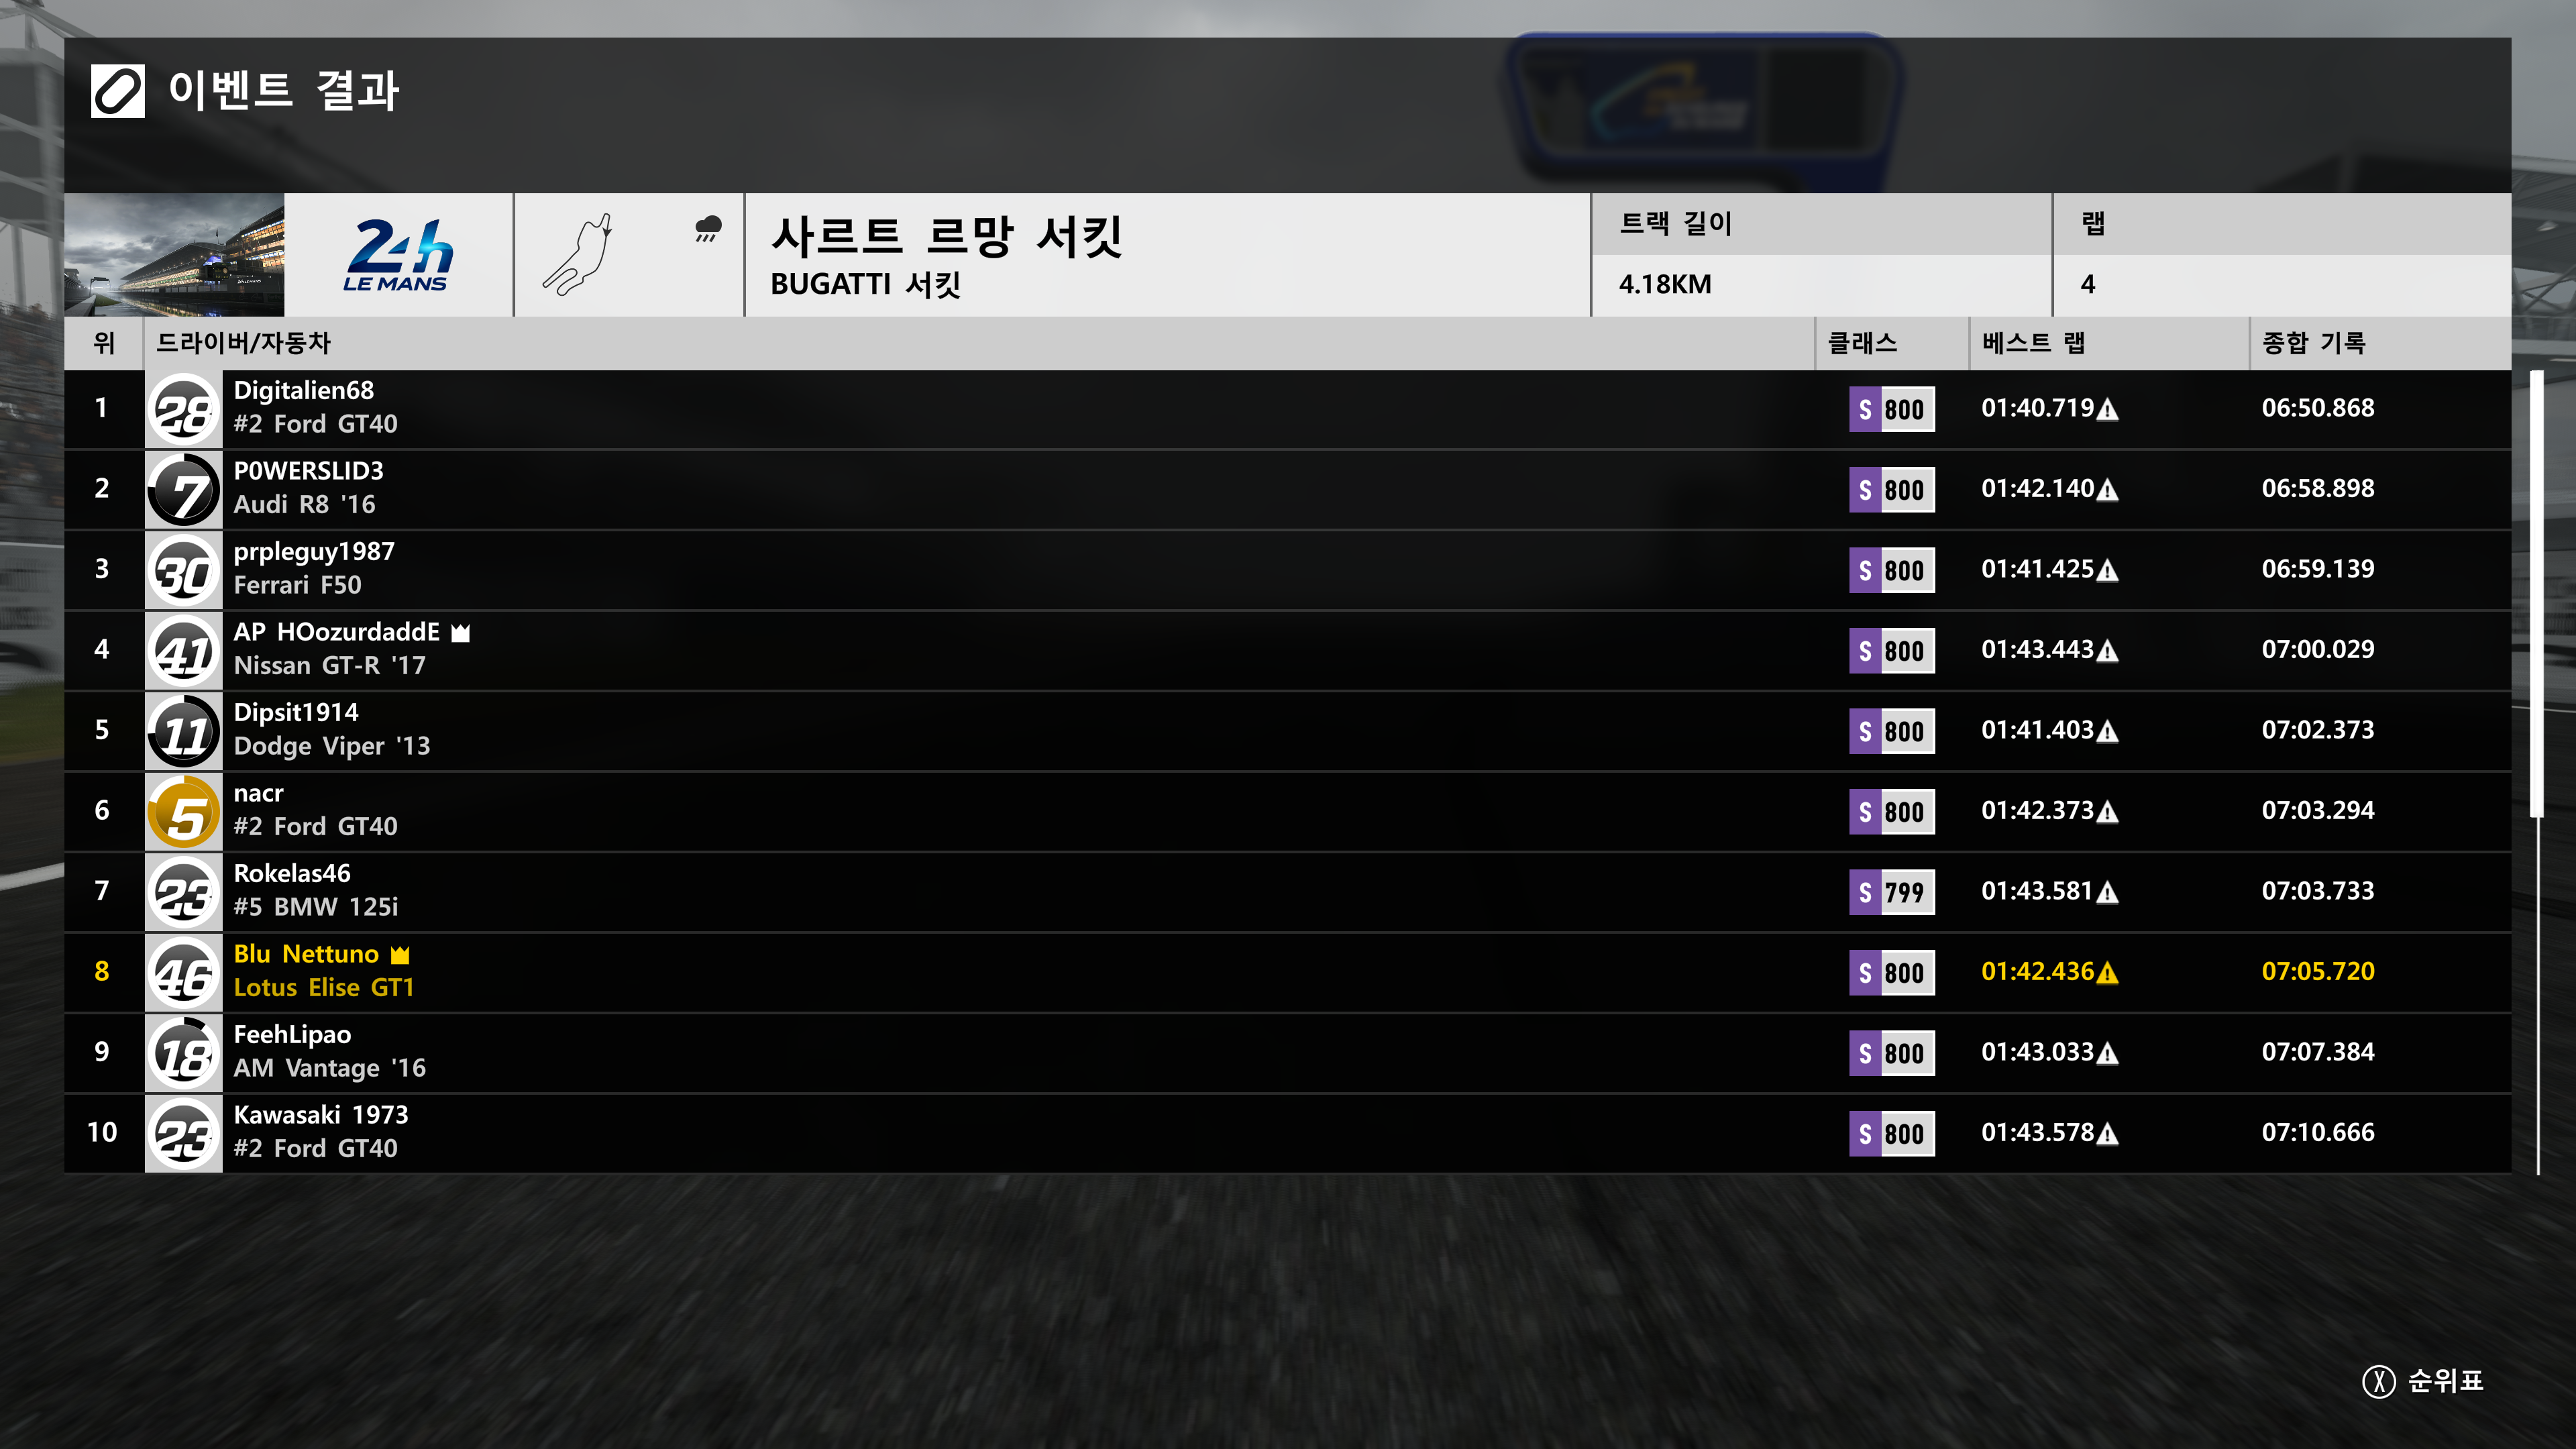 이벤트 결과
24h
LE MANS
사르트 르망 서킷
BUGATTI 서킷
트랙 길이
4.18KM
랩
4
위 드라이버/자동차 클래스 베스트 랩 종합 기록
1 28 Digitalien68 S 800 01:40.719 06:50.868
#2 Ford GT40
2 7 P0WERSLID3 S 800 01:42.140 06:58.898
Audi R8 '16
3 30 prpleguy1987 S 800 01:41.425 06:59.139
Ferrari F50
4 41 AP HOozurdaddE S 800 01:43.443 07:00.029
Nissan GT-R '17
5 11 Dipsit1914 S 800 01:41.403 07:02.373
Dodge Viper '13
6 5 nacr S 800 01:42.373 07:03.294
#2 Ford GT40
7 23 Rokelas46 S 799 01:43.581 07:03.733
#5 BMW 125i
8 46 Blu Nettuno S 800 01:42.436 07:05.720
Lotus Elise GT1
9 18 FeehLipao S 800 01:43.033 07:07.384
AM Vantage '16
10 23 Kawasaki 1973 S 800 01:43.578 07:10.666
#2 Ford GT40
X 순위표